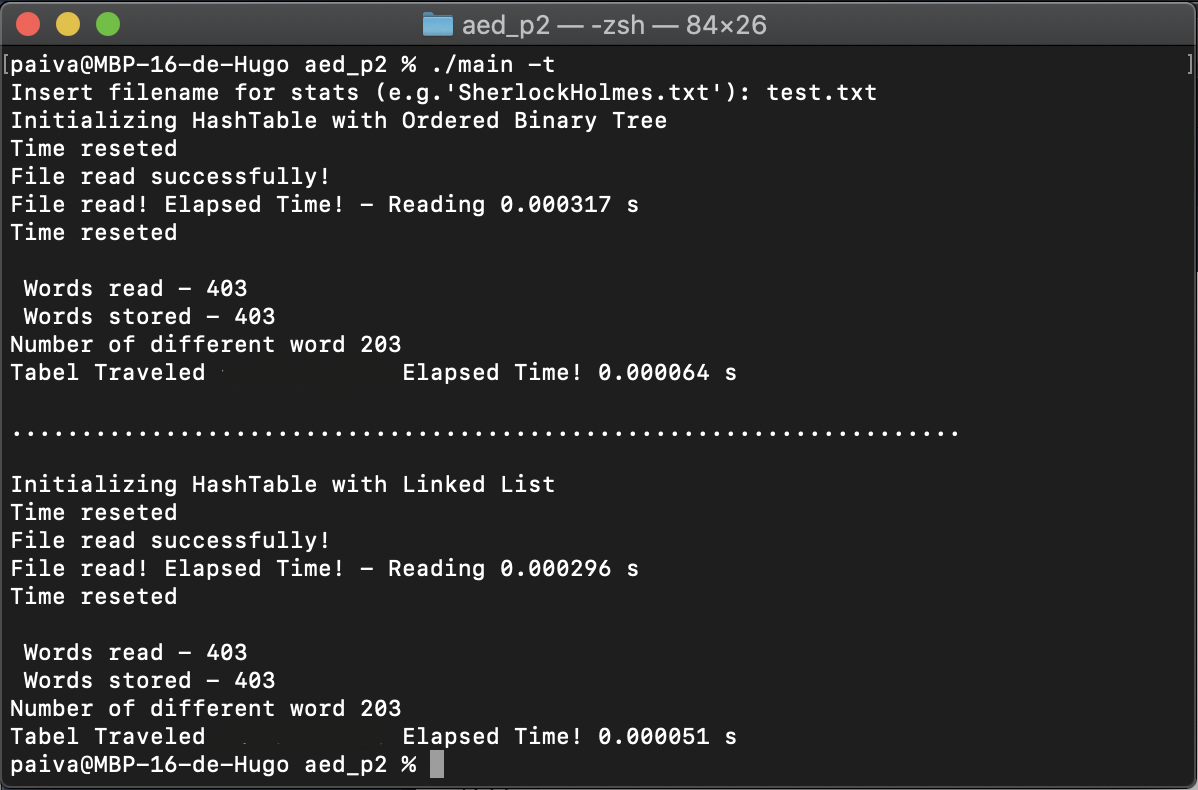 aed_p2 — -zsh — 84×26
[paiva@MBP-16-de-Hugo aed_p2 % ./main -t ]
Insert filename for stats (e.g.'SherlockHolmes.txt'): test.txt
Initializing HashTable with Ordered Binary Tree
Time reseted
File read successfully!
File read! Elapsed Time! - Reading 0.000317 s
Time reseted
Words read - 403
Words stored - 403
Number of different word 203
Tabel Traveled Elapsed Time! 0.000064 s
....................................................................
Initializing HashTable with Linked List
Time reseted
File read successfully!
File read! Elapsed Time! - Reading 0.000296 s
Time reseted
Words read - 403
Words stored - 403
Number of different word 203
Tabel Traveled Elapsed Time! 0.000051 s
paiva@MBP-16-de-Hugo aed_p2 %